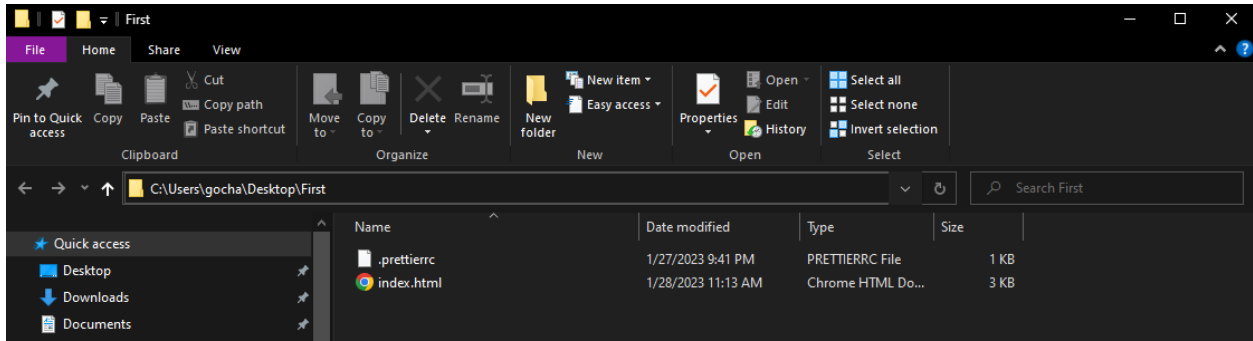 First
File Home Share View
Pin to Quick access
Copy
Paste
Cut
Copy path
Paste shortcut
Clipboard
Move to
Copy to
Delete
Rename
Organize
New folder
New item
Easy access
New
Properties
Open
Edit
History
Open
Select all
Select none
Invert selection
Select
C:\Users\gocha\Desktop\First
Search First
Quick access
Desktop
Downloads
Documents
Name Date modified Type Size
.prettierrc 1/27/2023 9:41 PM PRETTIERRC File 1 KB
index.html 1/28/2023 11:13 AM Chrome HTML Do... 3 KB